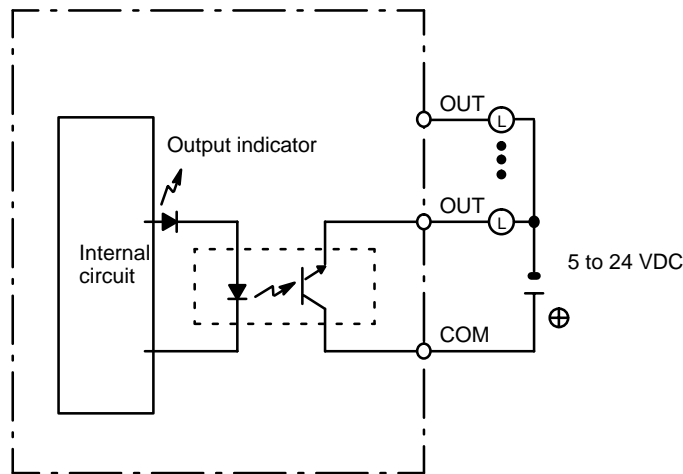 OUT
L
Output indicator
OUT
L
Internal
circuit
5 to 24 VDC
COM